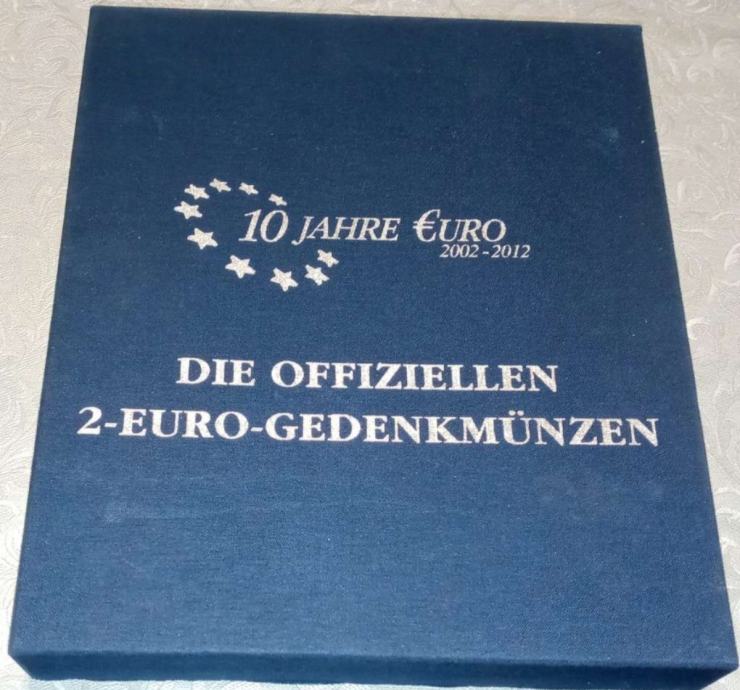 10 JAHRE €URO
2002-2012
DIE OFFIZIELLEN
2-EURO-GEDENKMÜNZEN